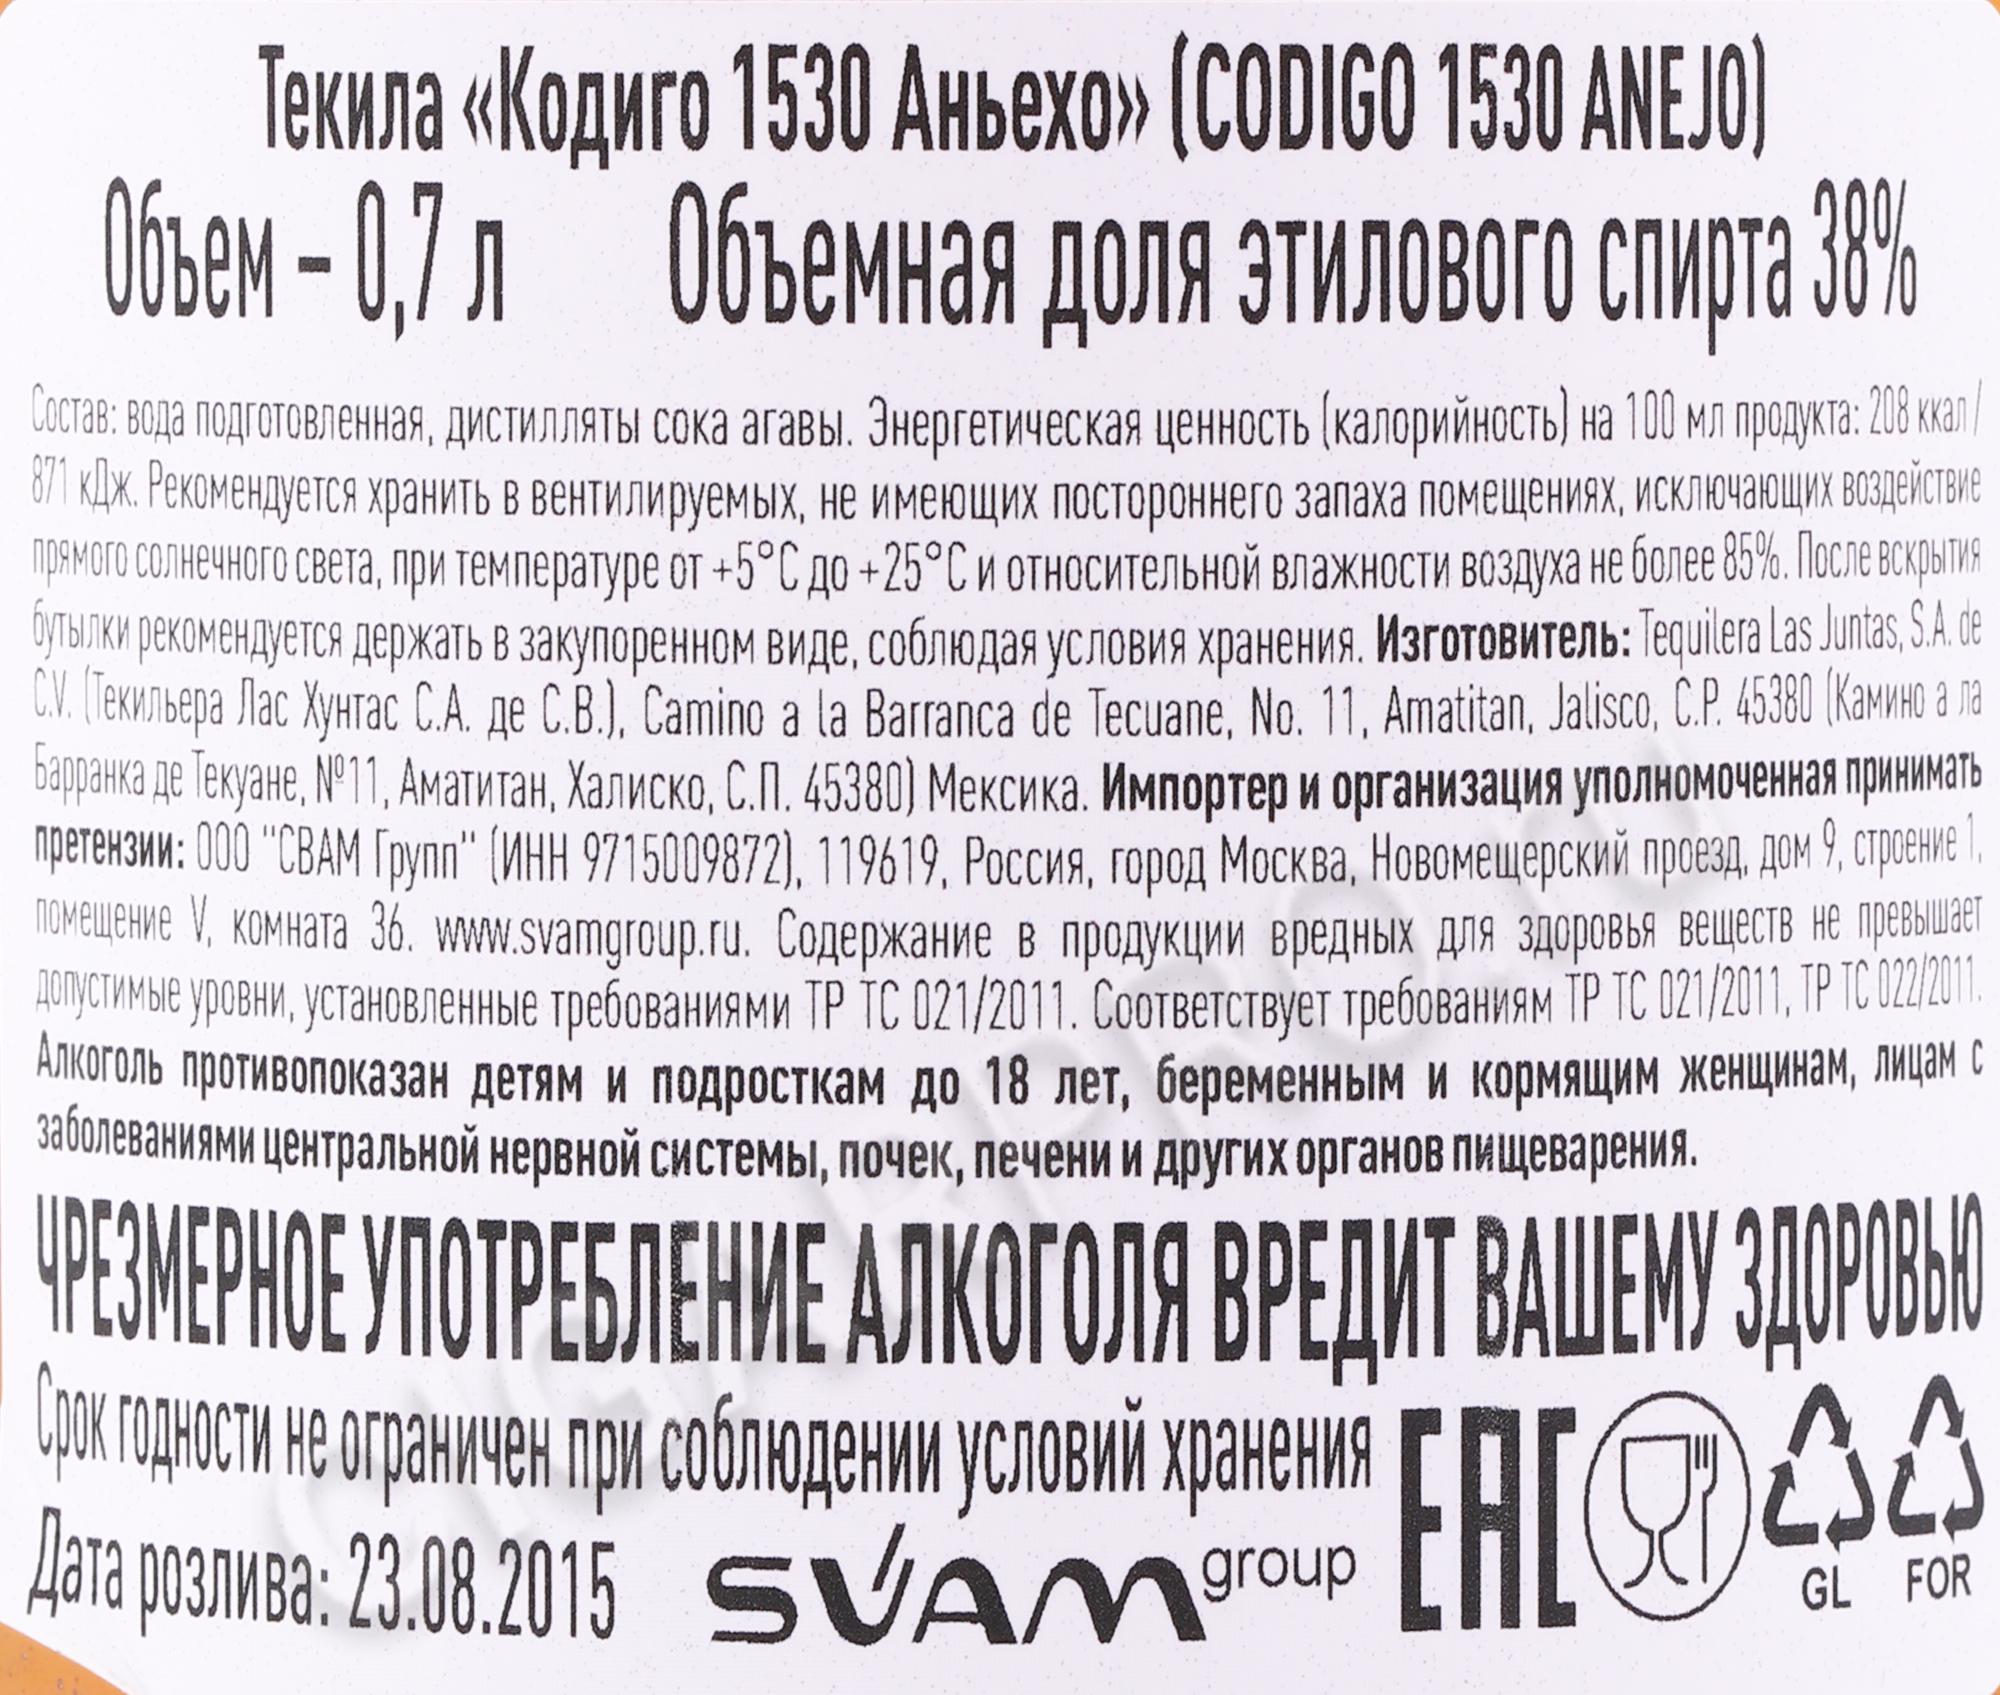 Текила «Кодиго 1530 Аньехо» (CODIGO 1530 ANEJO)
Объем – 0,7 л Объемная доля этилового спирта 38%
Состав: вода подготовленная, дистилляты сока агавы. Энергетическая ценность (калорийность) на 100 мл продукта: 208 ккал /
871 кДж. Рекомендуется хранить в вентилируемых, не имеющих постороннего запаха помещениях, исключающих воздействие
прямого солнечного света, при температуре от +5°С до +25°С и относительной влажности воздуха не более 85%. После вскрытия
бутылки рекомендуется держать в закупоренном виде, соблюдая условия хранения. Изготовитель: Tequilera Las Juntas, S.A. de
C.V. (Текильера Лас Хунтас С.А. де С.В.), Camino a la Barranca de Tecuane, No. 11, Amatitan, Jalisco, C.P. 45380 (Камино а ла
Барранка де Текуане, №11, Аматитан, Халиско, С.П. 45380) Мексика. Импортер и организация уполномоченная принимать
претензии: ООО "СВАМ Групп" (ИНН 9715009872), 119619, Россия, город Москва, Новомещерский проезд, дом 9, строение 1,
помещение V, комната 36. www.svamgroup.ru. Содержание в продукции вредных для здоровья веществ не превышает
допустимые уровни, установленные требованиями ТР ТС 021/2011. Соответствует требованиям ТР ТС 021/2011, ТР ТС 022/2011.
Алкоголь противопоказан детям и подросткам до 18 лет, беременным и кормящим женщинам, лицам с
заболеваниями центральной нервной системы, почек, печени и других органов пищеварения.
ЧРЕЗМЕРНОЕ УПОТРЕБЛЕНИЕ АЛКОГОЛЯ ВРЕДИТ ВАШЕМУ ЗДОРОВЬЮ
Срок годности не ограничен при соблюдении условий хранения
Дата розлива: 23.08.2015
SVAM group
ЕАС
GL
FOR
CIGARPRO.ru